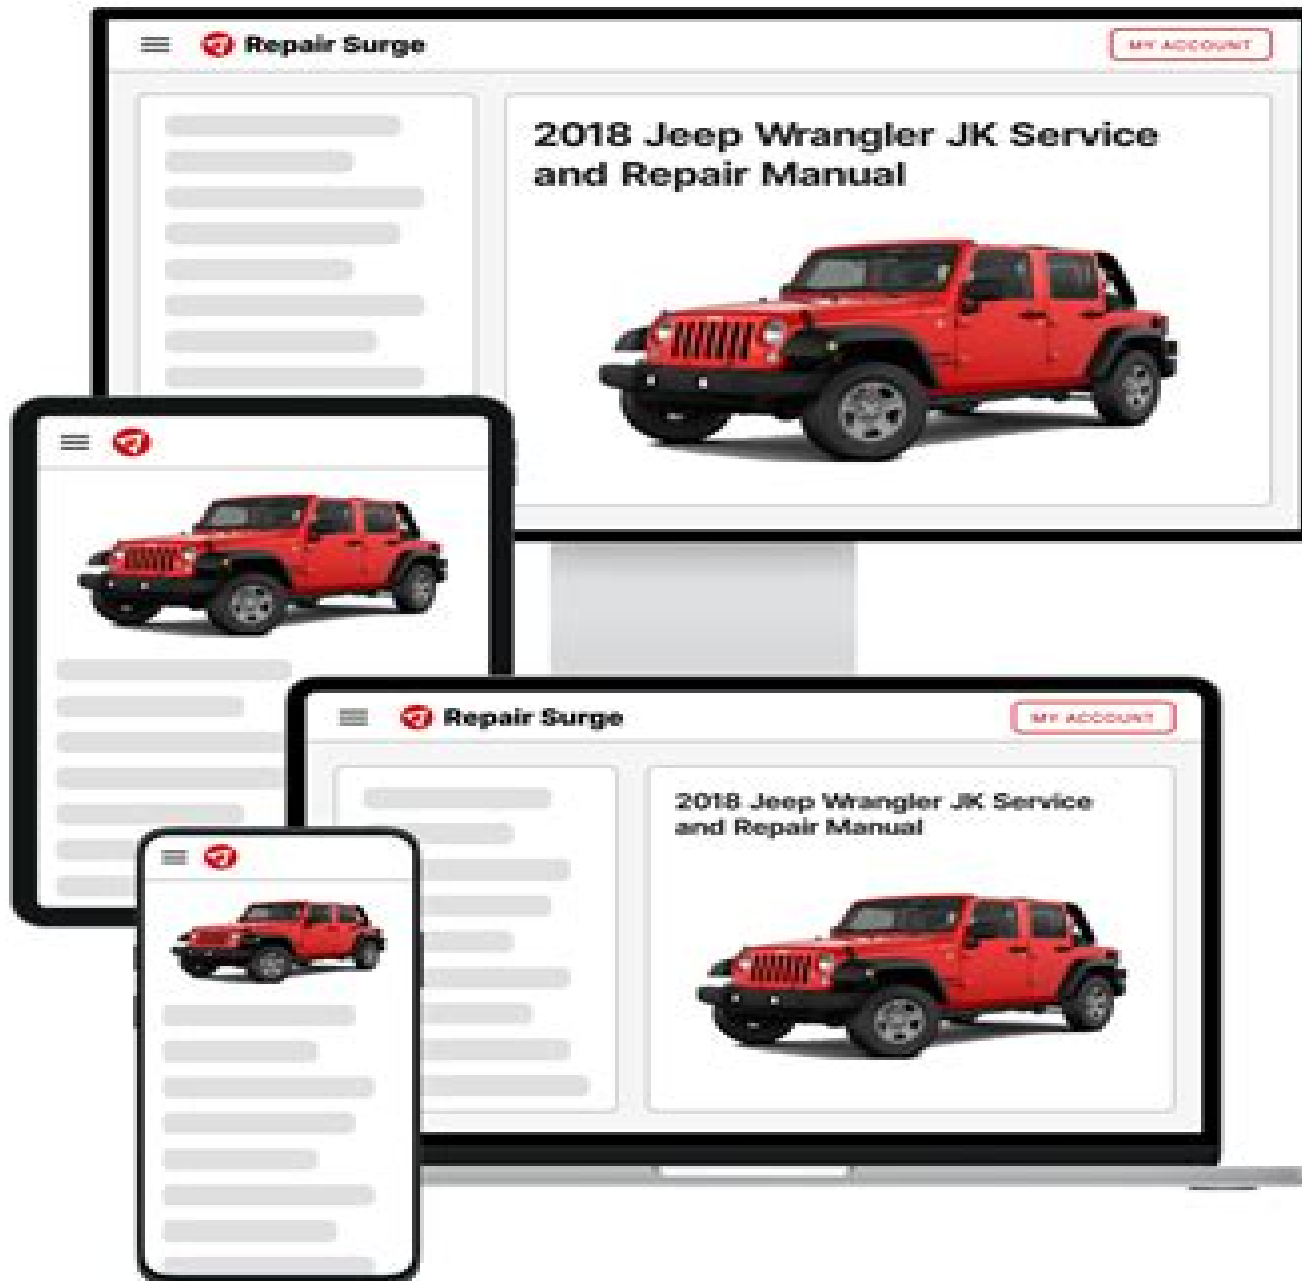 Repair Surge
MY ACCOUNT
2018 Jeep Wrangler JK Service
and Repair Manual
Repair Surge
MY ACCOUNT
2018 Jeep Wrangler JK Service
and Repair Manual